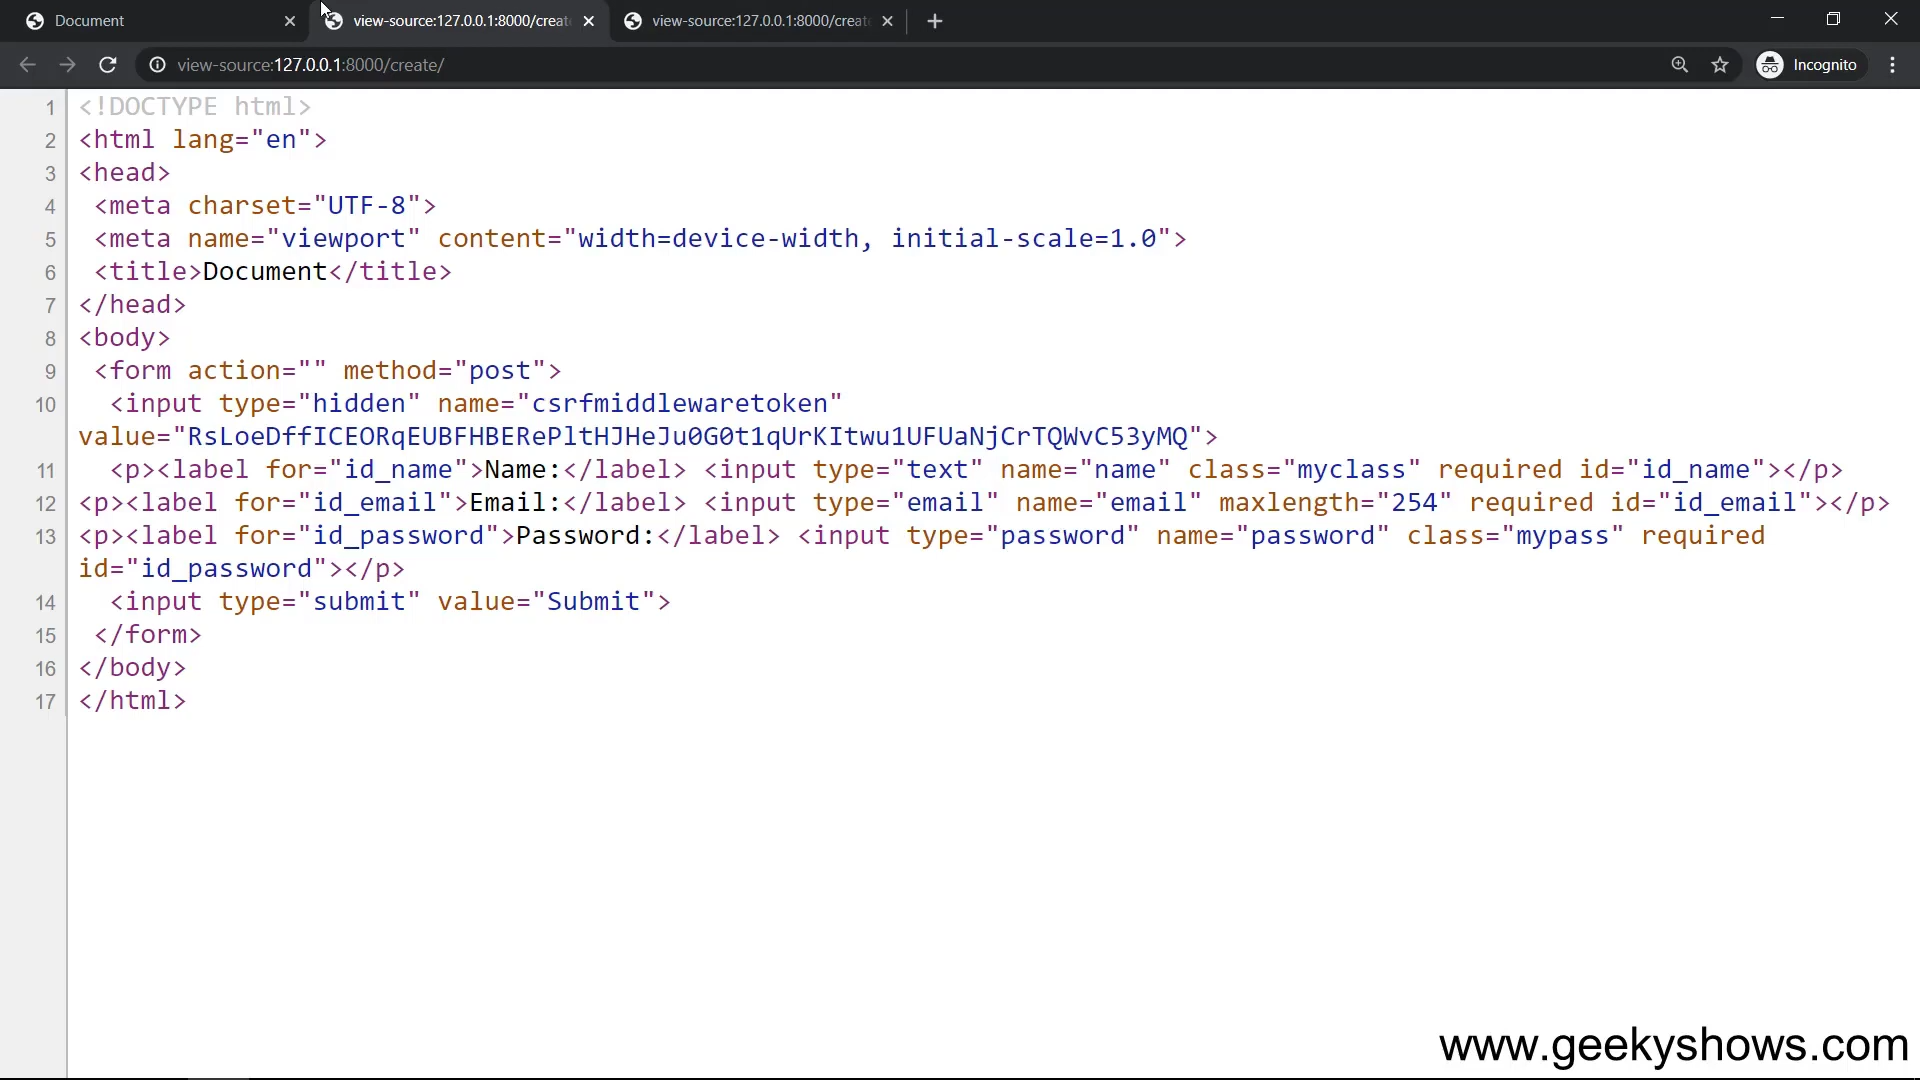 Document
view-source:127.0.0.1:8000/creat
view-source:127.0.0.1:8000/creat
view-source:127.0.0.1:8000/create/
Incognito
1 <!DOCTYPE html>
2 <html lang="en">
3 <head>
4 <meta charset="UTF-8">
5 <meta name="viewport" content="width=device-width, initial-scale=1.0">
6 <title>Document</title>
7 </head>
8 <body>
9 <form action="" method="post">
10 <input type="hidden" name="csrfmiddlewaretoken"
value="RsLoeDffICEORqEUBFHBERePltHJHeJu0G0t1qUrKItwu1UFUaNjCrTQWvC53yMQ">
11 <p><label for="id_name">Name:</label> <input type="text" name="name" class="myclass" required id="id_name"></p>
12 <p><label for="id_email">Email:</label> <input type="email" name="email" maxlength="254" required id="id_email"></p>
13 <p><label for="id_password">Password:</label> <input type="password" name="password" class="mypass" required
id="id_password"></p>
14 <input type="submit" value="Submit">
15 </form>
16 </body>
17 </html>
www.geekyshows.com